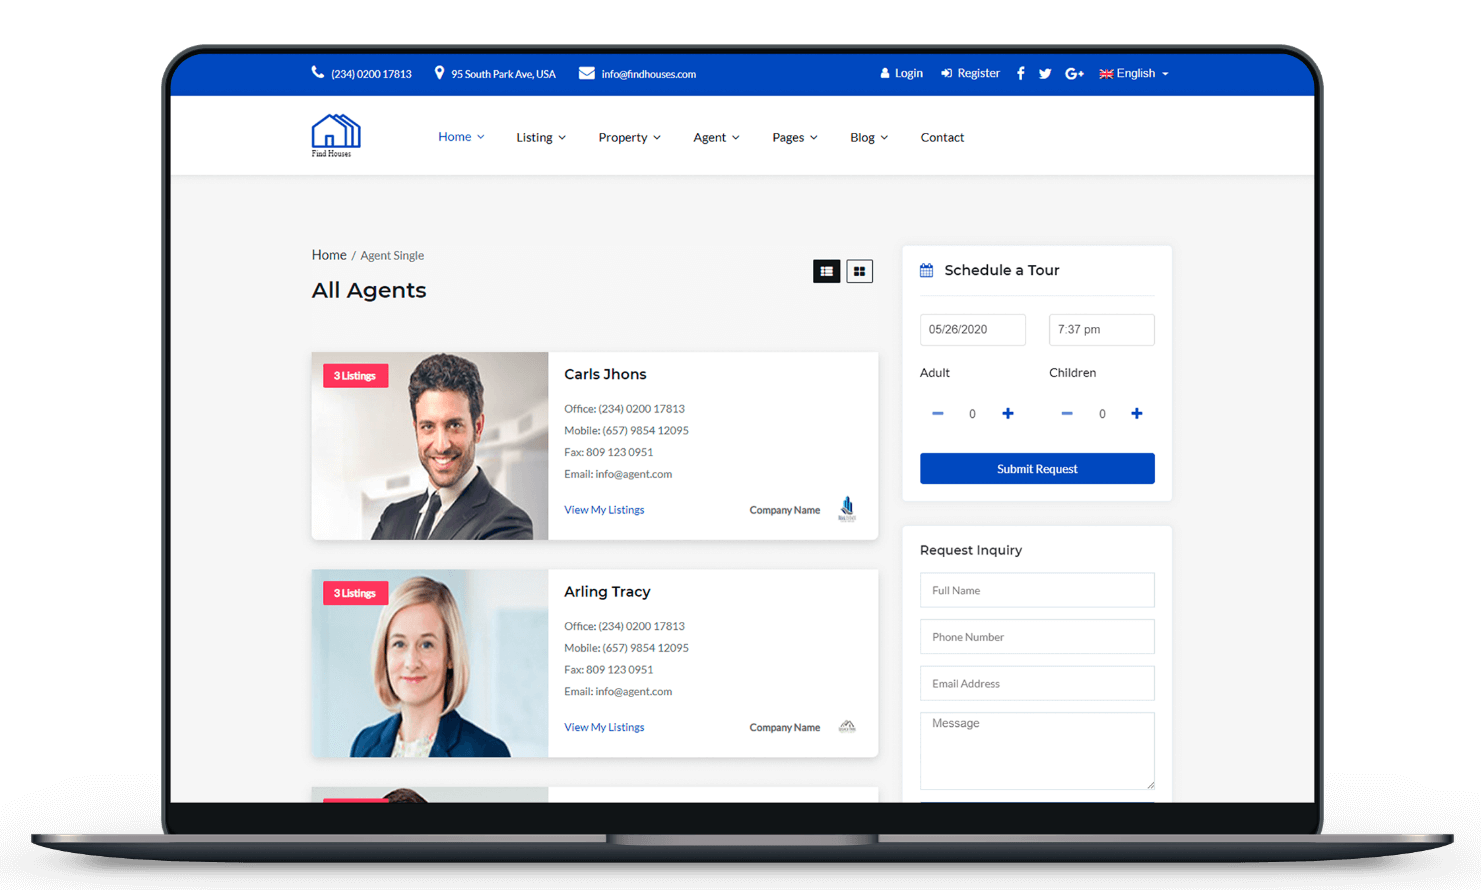 (234) 0200 17813
95 South Park Ave, USA
info@findhouses.com
Login
Register
English
Find Houses
Home
Listing
Property
Agent
Pages
Blog
Contact
Home / Agent Single
All Agents
3 Listings
Carls Jhons
Office: (234) 0200 17813
Mobile: (657) 9854 12095
Fax: 809 123 0951
Email: info@agent.com
View My Listings
Company Name
3 Listings
Arling Tracy
Office: (234) 0200 17813
Mobile: (657) 9854 12095
Fax: 809 123 0951
Email: info@agent.com
View My Listings
Company Name
Schedule a Tour
05/26/2020
7:37 pm
Adult
Children
0
0
Submit Request
Request Inquiry
Full Name
Phone Number
Email Address
Message